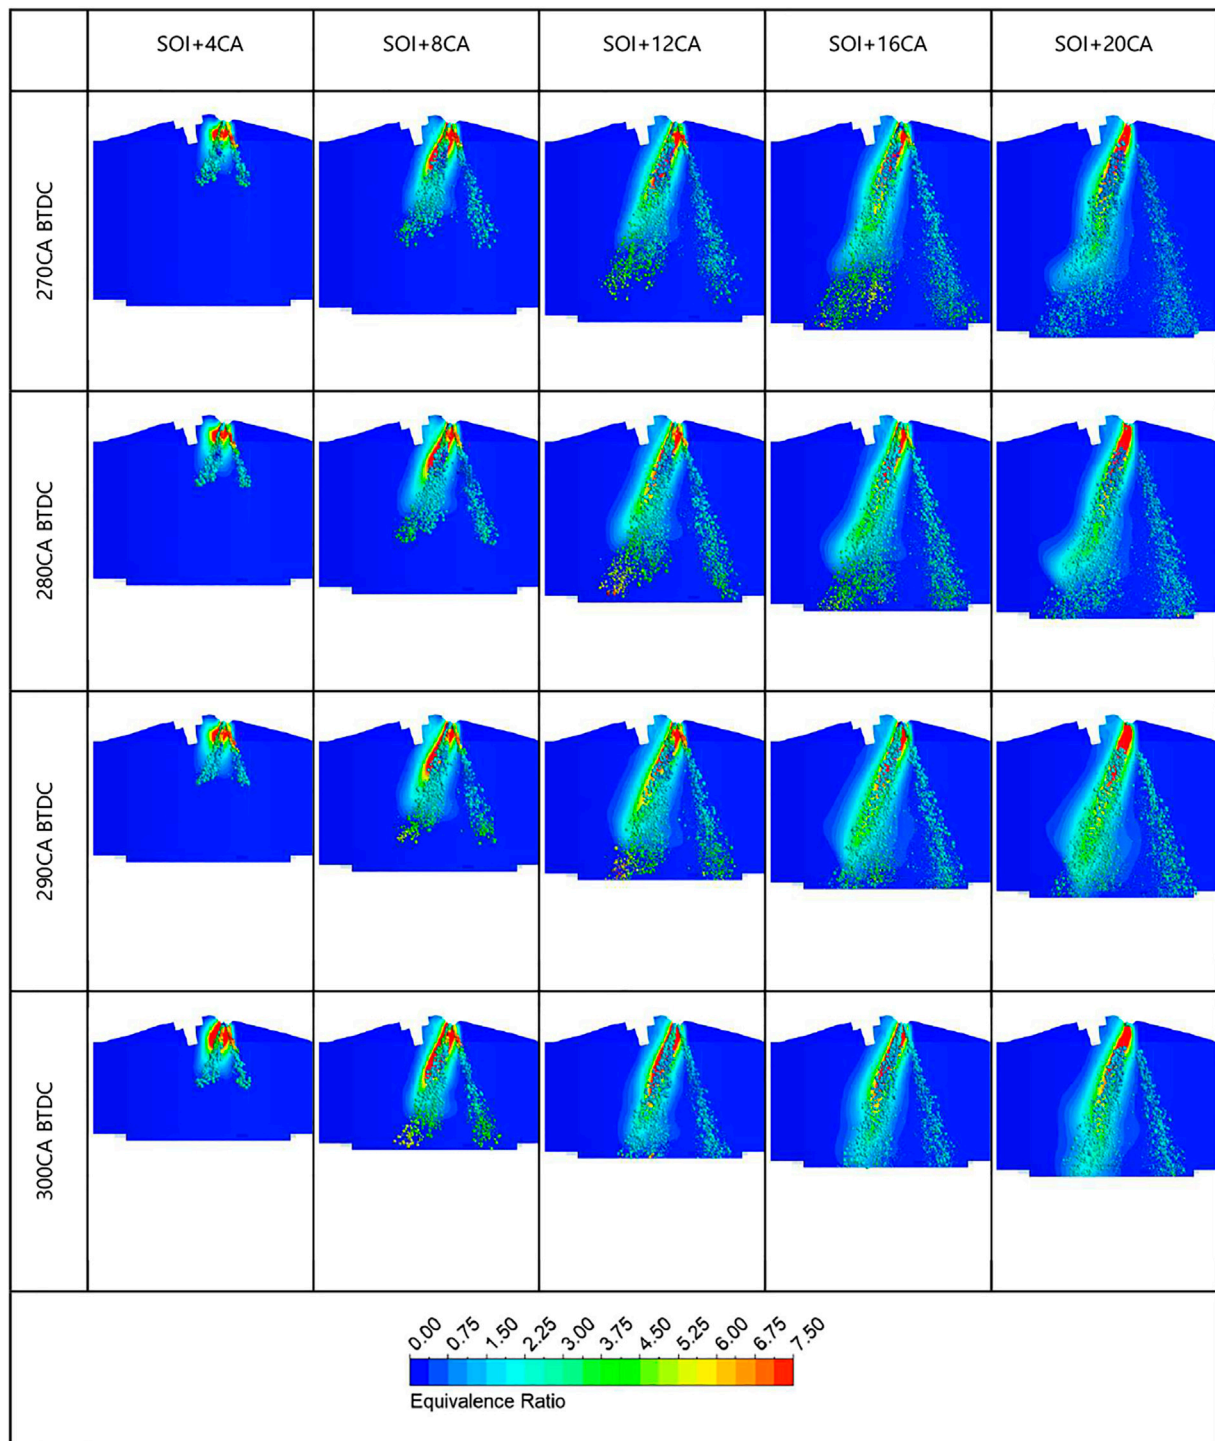 SOI+4CA
SOI+8CA
SOI+12CA
SOI+16CA
SOI+20CA
270CA BTDC
280CA BTDC
290CA BTDC
300CA BTDC
0.00 0.75 1.50 2.25 3.00 3.75 4.50 5.25 6.00 6.75 7.50
Equivalence Ratio